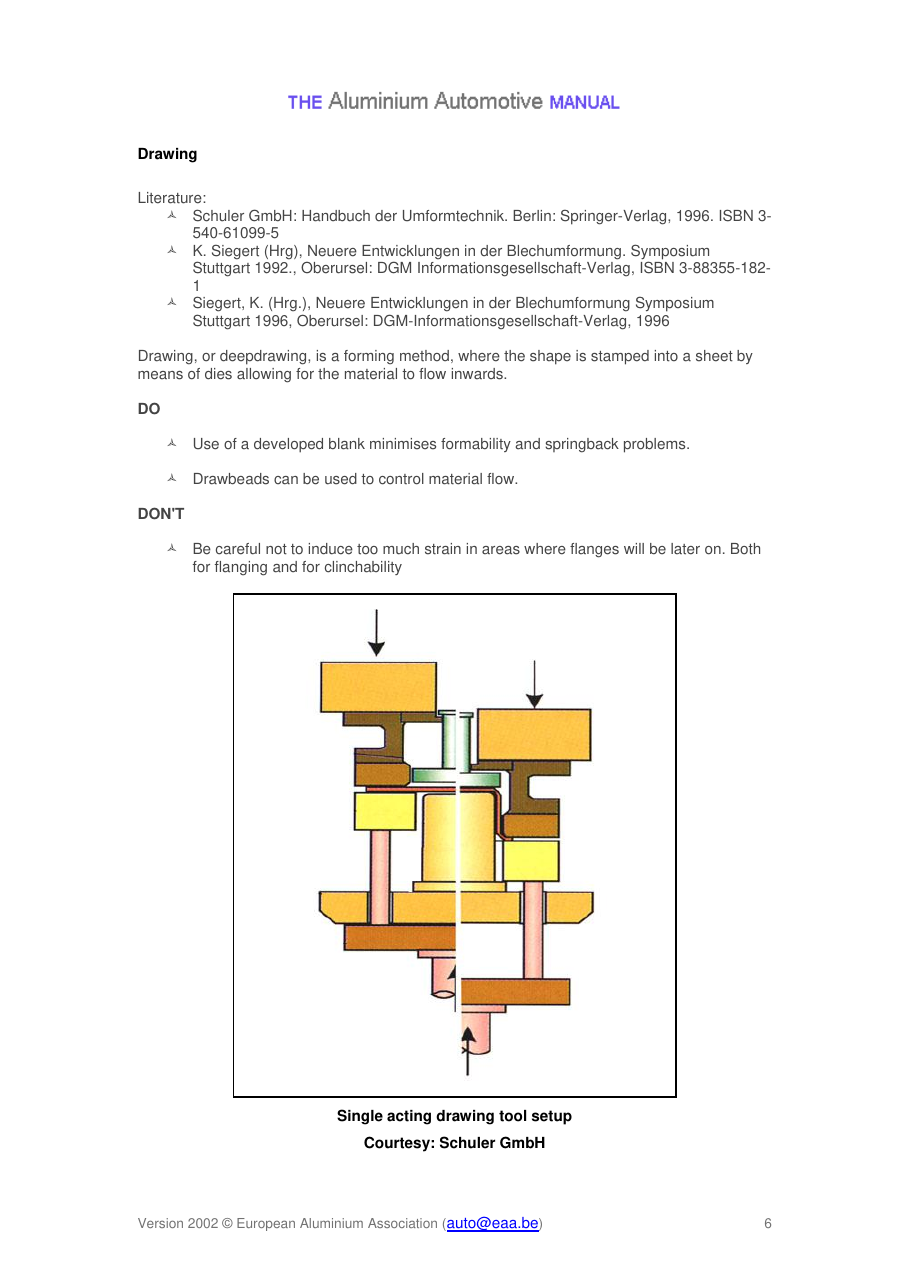 THE Aluminium Automotive MANUAL
Drawing
Literature:
Schuler GmbH: Handbuch der Umformtechnik. Berlin: Springer-Verlag, 1996. ISBN 3-
540-61099-5
K. Siegert (Hrg), Neuere Entwicklungen in der Blechumformung. Symposium
Stuttgart 1992., Oberursel: DGM Informationsgesellschaft-Verlag, ISBN 3-88355-182-
1
Siegert, K. (Hrg.), Neuere Entwicklungen in der Blechumformung Symposium
Stuttgart 1996, Oberursel: DGM-Informationsgesellschaft-Verlag, 1996
Drawing, or deepdrawing, is a forming method, where the shape is stamped into a sheet by
means of dies allowing for the material to flow inwards.
DO
Use of a developed blank minimises formability and springback problems.
Drawbeads can be used to control material flow.
DON'T
Be careful not to induce too much strain in areas where flanges will be later on. Both
for flanging and for clinchability
Single acting drawing tool setup
Courtesy: Schuler GmbH
Version 2002 © European Aluminium Association (auto@eaa.be) 6